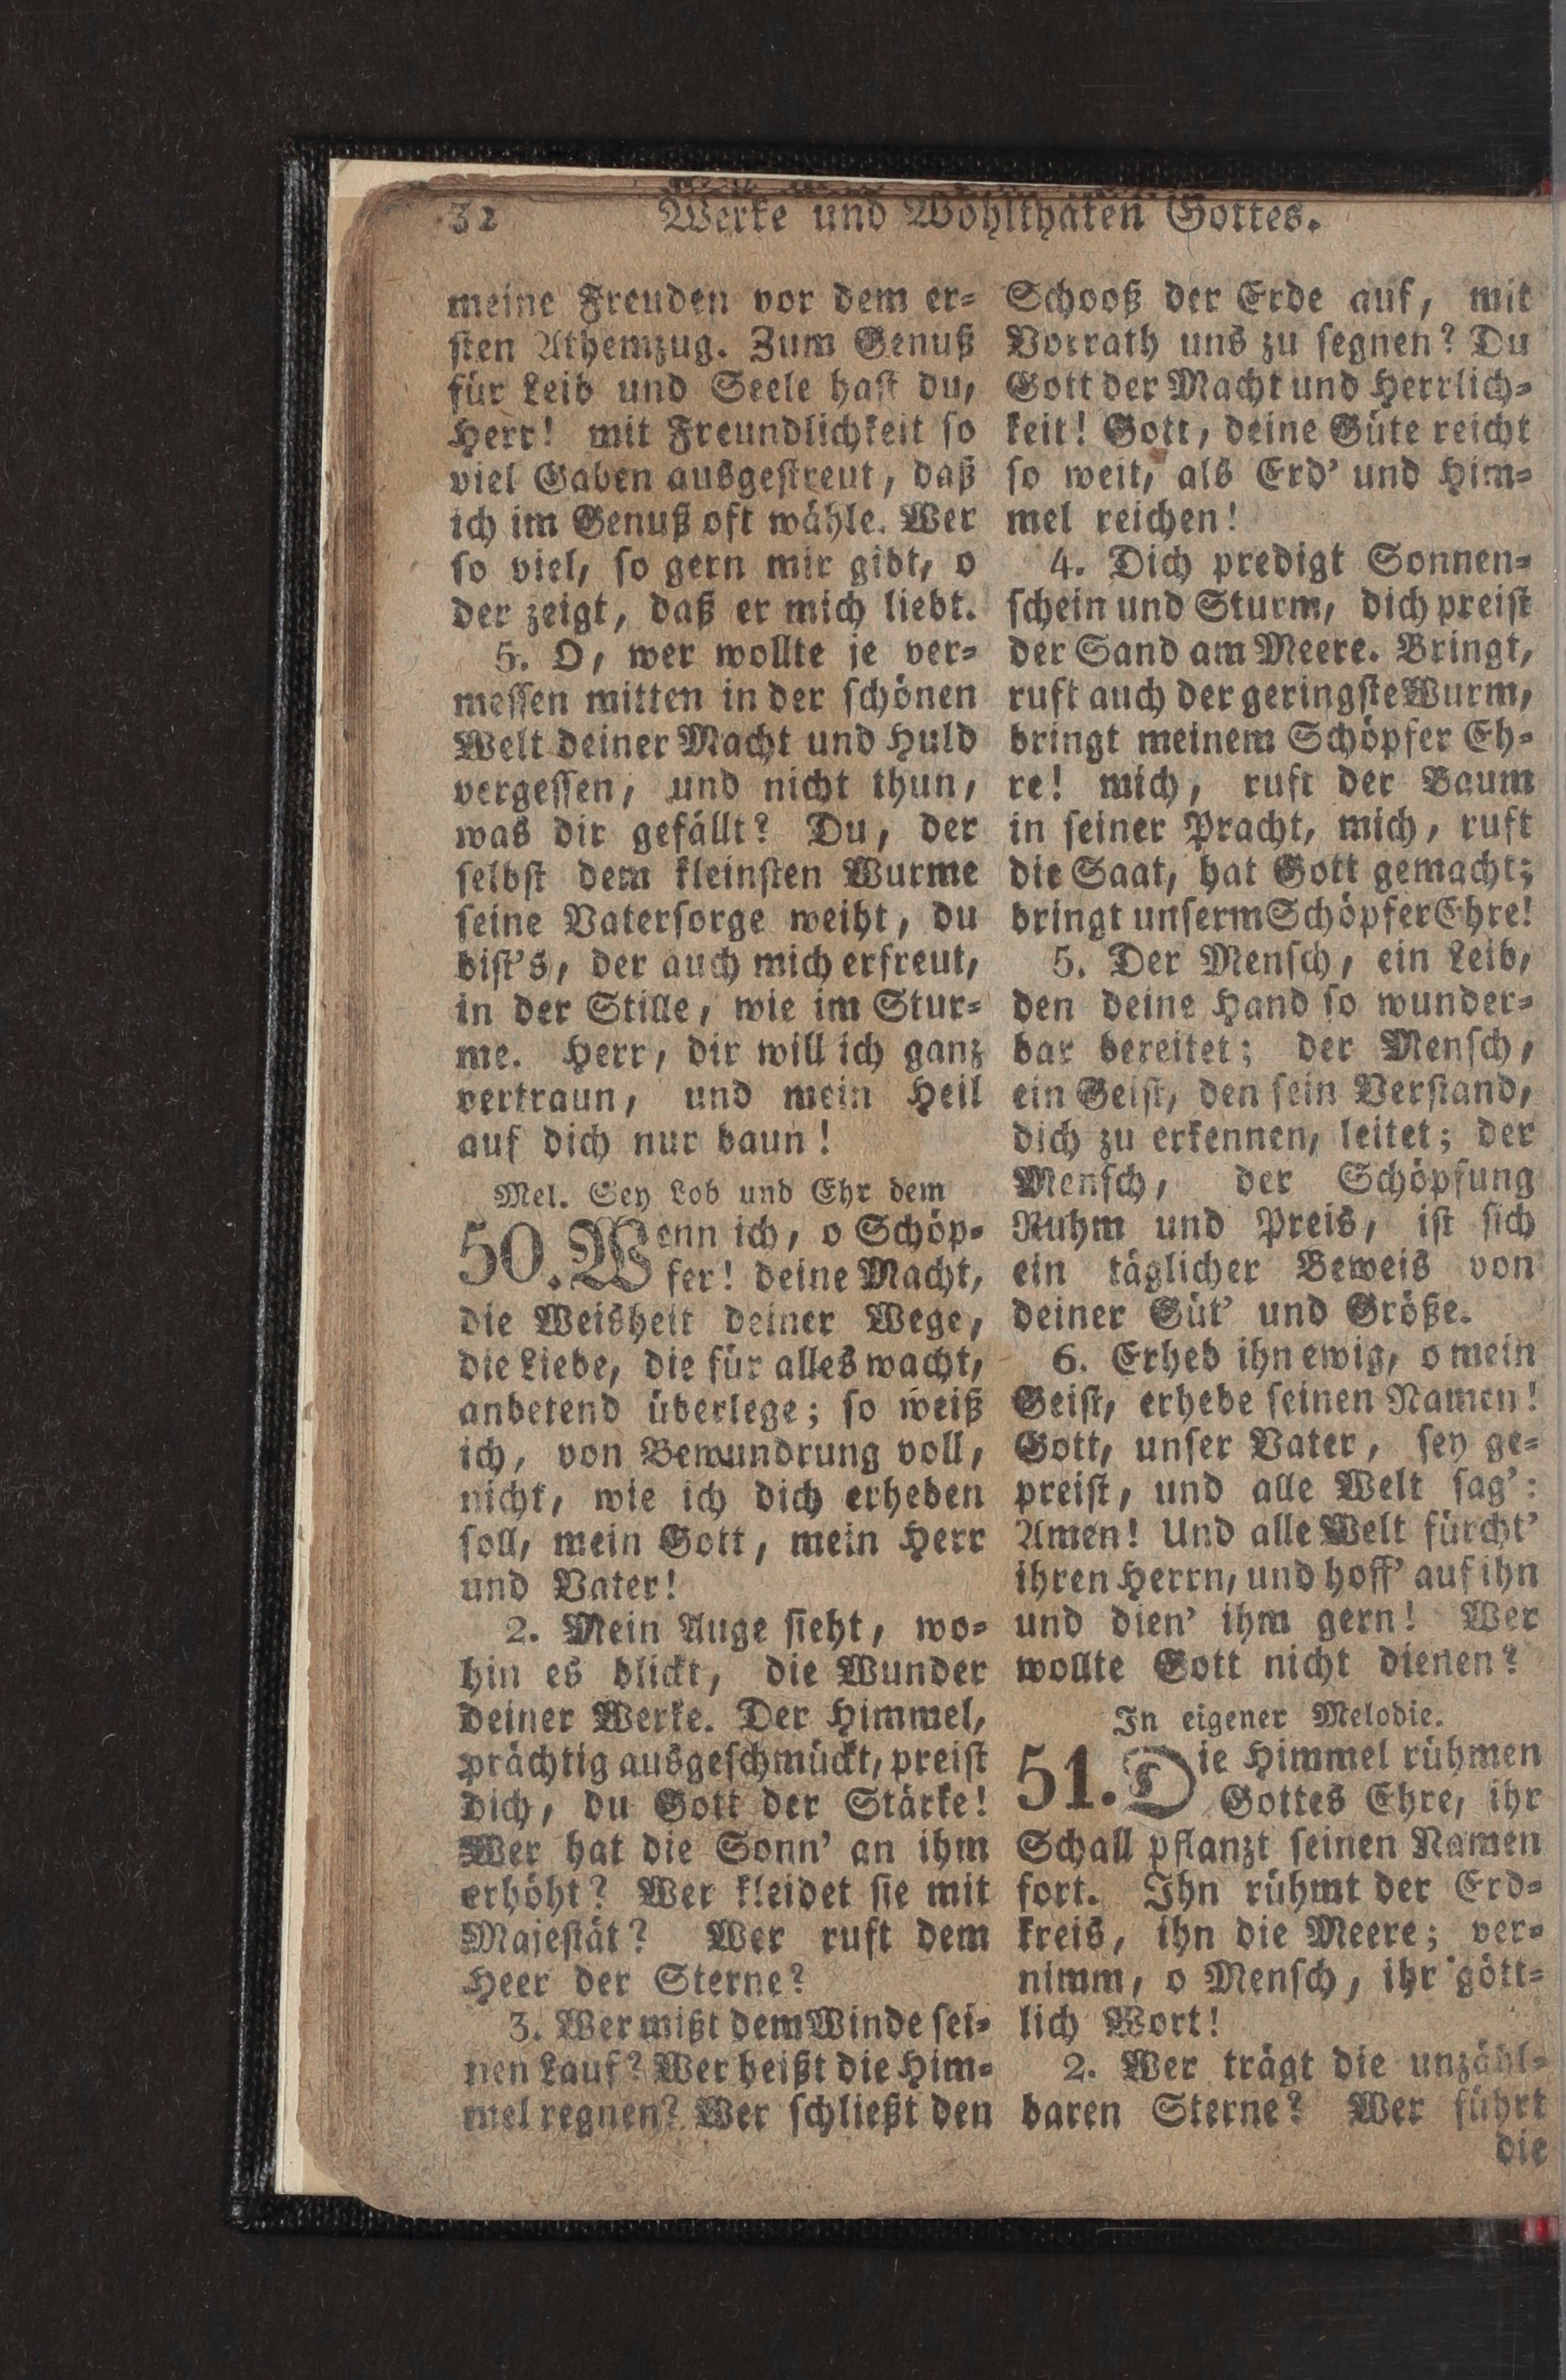 32 Werke und Wohlthaten Gottes.
meine Freuden vor dem er-
sten Athemzug. Zum Genuß
für Leib und Seele hast du,
Herr! mit Freundlichkeit so
viel Gaben ausgestreut, daß
ich im Genuß oft wähle. Wer
so viel, so gern mir gibt, o
der zeigt, daß er mich liebt.
5. O, wer wollte je ver-
messen mitten in der schönen
Welt deiner Macht und Huld
vergessen, und nicht thun,
was dir gefällt? Du, der
selbst dem kleinsten Wurme
seine Vatersorge weiht, du
bist's, der auch mich erfreut,
in der Stille, wie im Stur-
me. Herr, dir will ich ganz
vertraun, und mein Heil
auf dich nur baun!
Mel. Sey Lob und Ehr dem
50. Wenn ich, o Schöp-
fer! deine Macht,
die Weisheit deiner Wege,
die Liebe, die für alles wacht,
anbetend überlege; so weiß
ich, von Bewundrung voll,
nicht, wie ich dich erheben
soll, mein Gott, mein Herr
und Vater!
2. Mein Auge sieht, wo-
hin es blickt, die Wunder
deiner Werke. Der Himmel,
prächtig ausgeschmückt, preist
dich, du Gott der Stärke!
Wer hat die Sonn' an ihm
erhöht? Wer kleidet sie mit
Majestät? Wer ruft dem
Heer der Sterne?
3. Wer mißt dem Winde sei-
nen Lauf? Wer heißt die Him-
mel regnen? Wer schließt den
Schooß der Erde auf, mit
Vorrath uns zu segnen? Du
Gott der Macht und Herrlich-
keit! Gott, deine Güte reicht
so weit, als Erd' und Him-
mel reichen!
4. Dich predigt Sonnen-
schein und Sturm, dich preist
der Sand am Meere. Bringt,
ruft auch der geringste Wurm,
bringt meinem Schöpfer Eh-
re! mich, ruft der Baum
in seiner Pracht, mich, ruft
die Saat, hat Gott gemacht;
bringt unserm Schöpfer Ehre!
5. Der Mensch, ein Leib,
den deine Hand so wunder-
bar bereitet; der Mensch,
ein Geist, den sein Verstand,
dich zu erkennen, leitet; der
Mensch, der Schöpfung
Ruhm und Preis, ist sich
ein täglicher Beweis von
deiner Güt' und Größe.
6. Erheb ihn ewig, o mein
Geist, erhebe seinen Namen!
Gott, unser Vater, sey ge-
preist, und alle Welt sag':
Amen! Und alle Welt fürcht'
ihren Herrn, und hoff' auf ihn
und dien' ihm gern! Wer
wollte Gott nicht dienen?
In eigener Melodie.
51. Die Himmel rühmen
Gottes Ehre, ihr
Schall pflanzt seinen Namen
fort. Ihn rühmt der Erd-
kreis, ihn die Meere; ver-
nimm, o Mensch, ihr gött-
lich Wort!
2. Wer trägt die unzähl-
baren Sterne? Wer führt
die